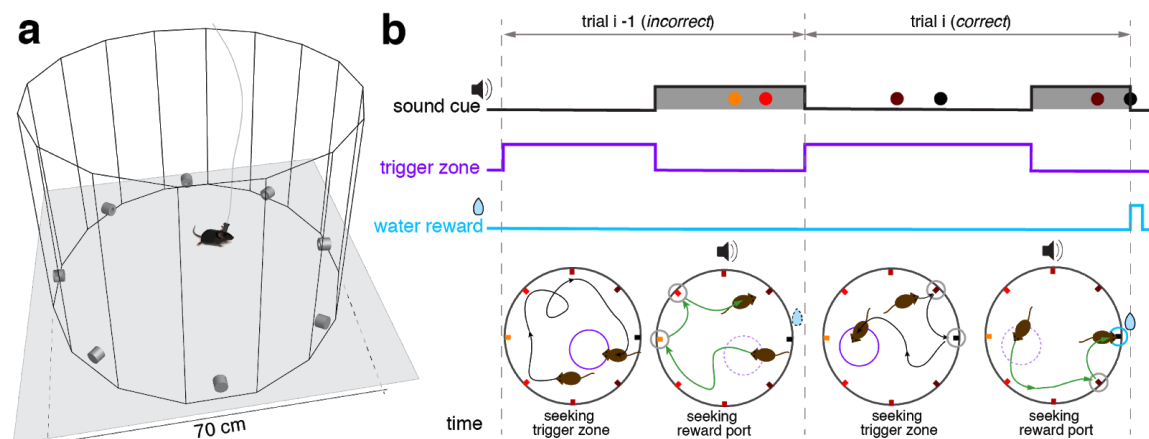 a
70 cm
b
trial i -1 (incorrect)
trial i (correct)
sound cue
trigger zone
water reward
time
seeking
trigger zone
seeking
reward port
seeking
trigger zone
seeking
reward port